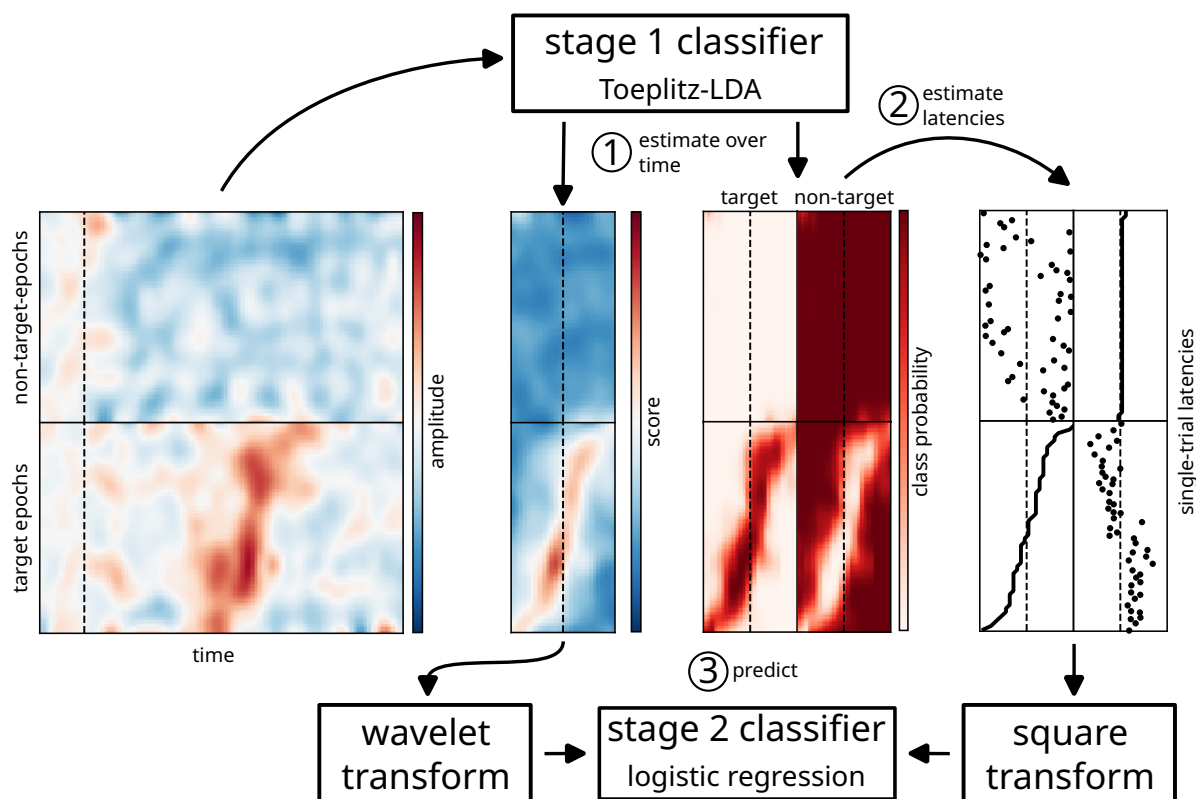 stage 1 classifier
Toeplitz-LDA
① estimate over
time
② estimate
latencies
target non-target
non-target-epochs
target epochs
amplitude
score
class probability
single-trial latencies
time
③ predict
wavelet
transform
stage 2 classifier
logistic regression
square
transform